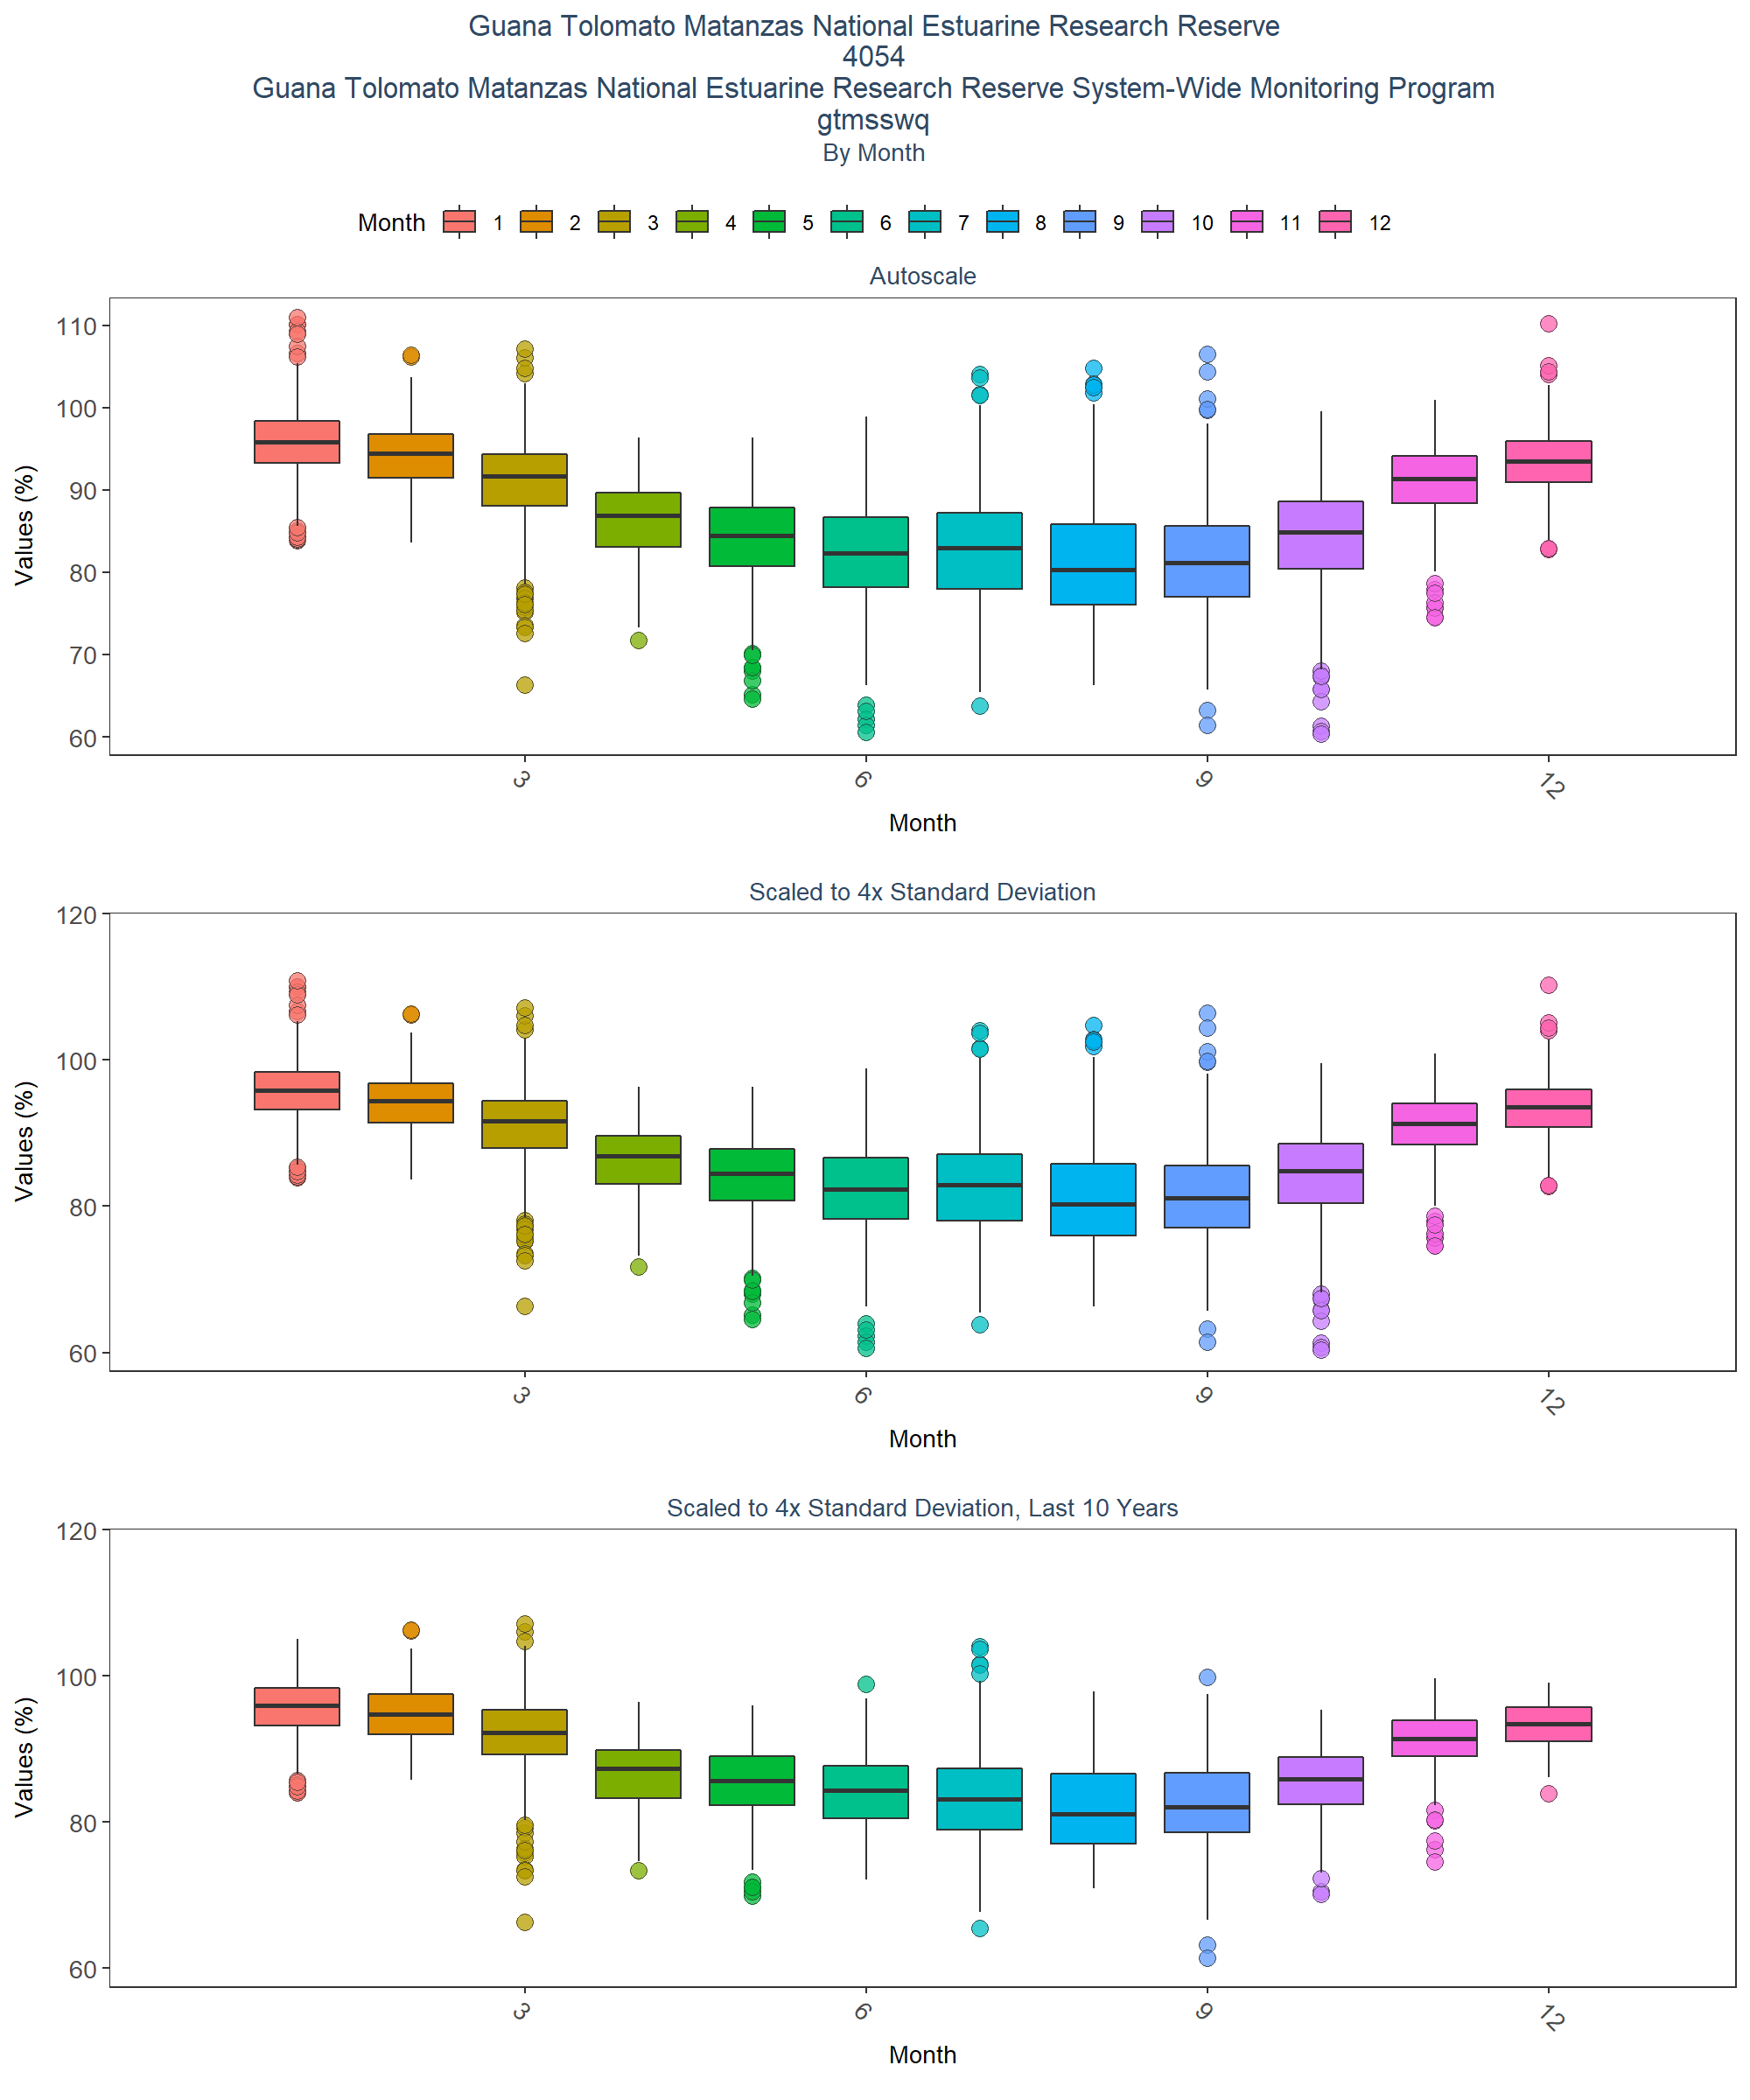 Guana Tolomato Matanzas National Estuarine Research Reserve
4054
Guana Tolomato Matanzas National Estuarine Research Reserve System-Wide Monitoring Program
gtmsswq
By Month
Month 1 2 3 4 5 6 7 8 9 10 11 12
Autoscale
Values (%)
110
100
90
80
70
60
3 6 9 12
Month
Scaled to 4x Standard Deviation
Values (%)
120
100
80
60
3 6 9 12
Month
Scaled to 4x Standard Deviation, Last 10 Years
Values (%)
120
100
80
60
3 6 9 12
Month